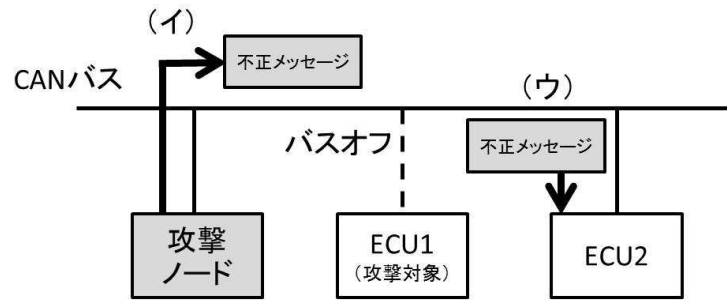 （イ）
不正メッセージ
CANバス
（ウ）
バスオフ
不正メッセージ
攻撃
ノード
ECU1
（攻撃対象）
ECU2